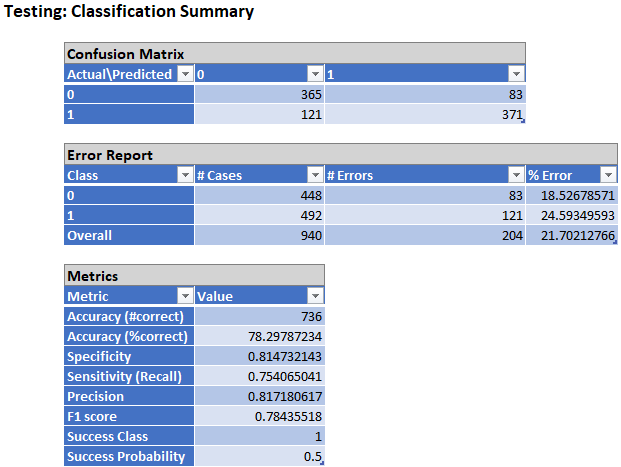 Testing: Classification Summary
Confusion Matrix
Actual\Predicted 0 1
0 365 83
1 121 371
Error Report
Class # Cases # Errors % Error
0 448 83 18.52678571
1 492 121 24.59349593
Overall 940 204 21.70212766
Metrics
Metric Value
Accuracy (#correct) 736
Accuracy (%correct) 78.29787234
Specificity 0.814732143
Sensitivity (Recall) 0.754065041
Precision 0.817180617
F1 score 0.78435518
Success Class 1
Success Probability 0.5